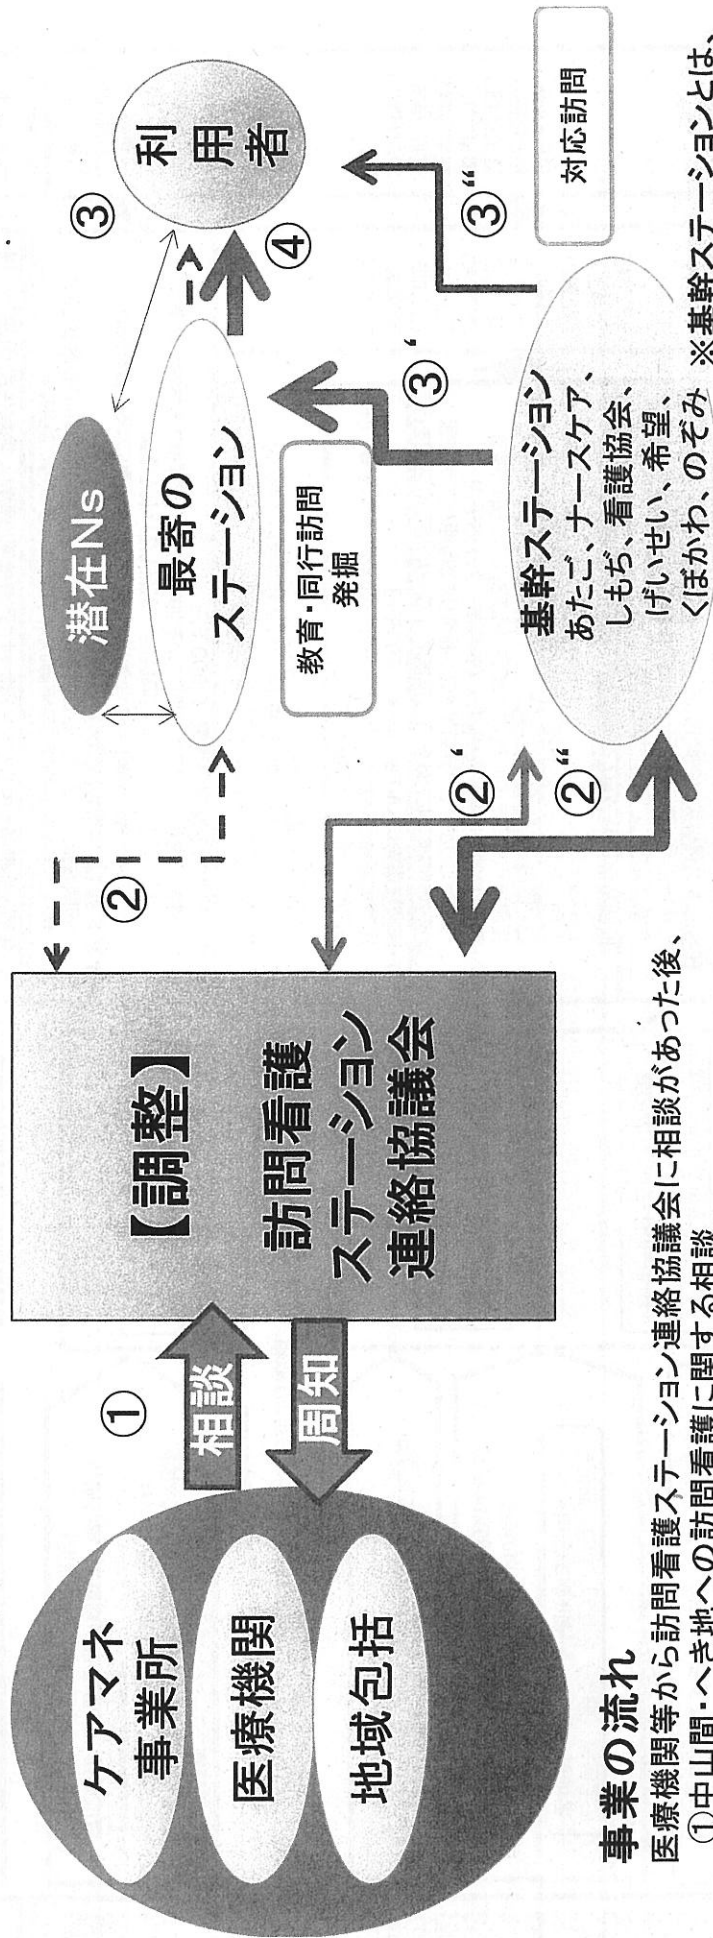 ケアマネ
事業所
医療機関
地域包括
①
相談
周知
【調整】
訪問看護
ステーション
連絡協議会
②
②‘
②“
潜在Ns
最寄の
ステーション
教育・同行訪問
発掘
基幹ステーション
あたご、ナースケア、
しもぢ、看護協会、
げいせい、希望、
くぼかわ、のぞみ
③
③‘
③“
④
利
用
者
対応訪問
※基幹ステーションとは、
事業の流れ
医療機関等から訪問看護ステーション連絡協議会に相談があった後、
①中山間・へき地への訪問看護に関する相談